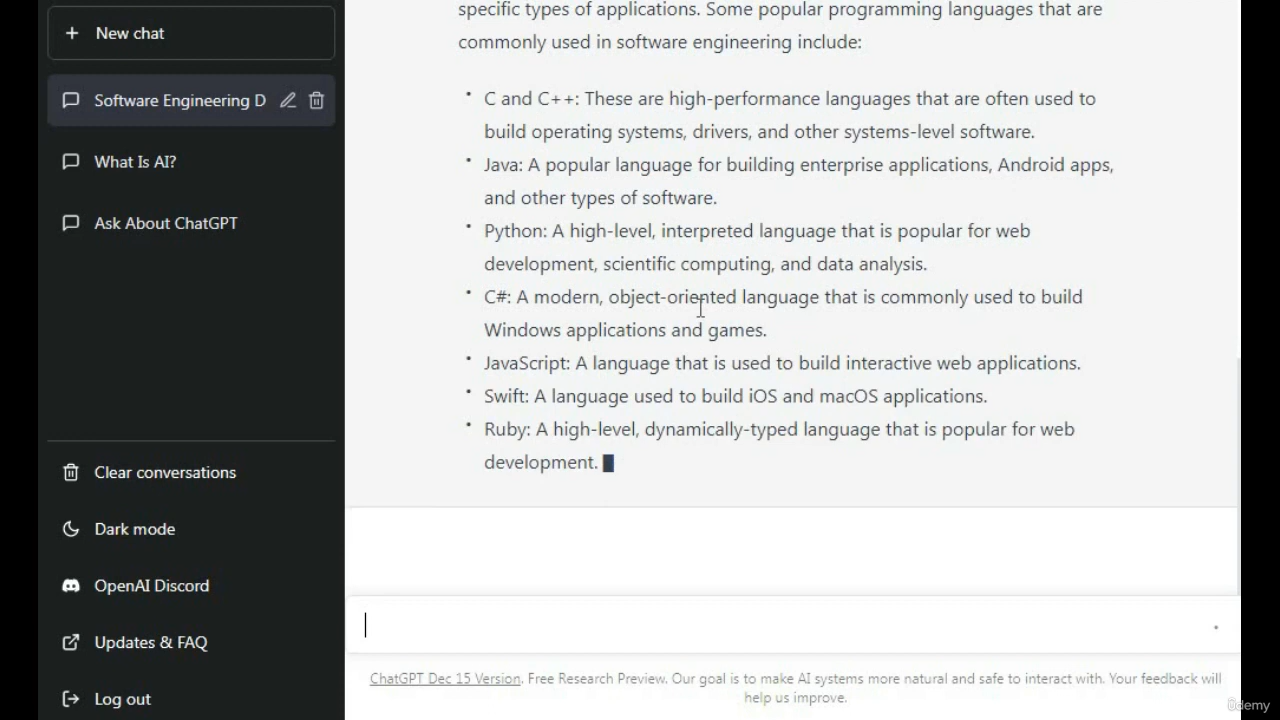 New chat
Software Engineering D
What Is AI?
Ask About ChatGPT
Clear conversations
Dark mode
OpenAI Discord
Updates & FAQ
Log out
specific types of applications. Some popular programming languages that are
commonly used in software engineering include:
• C and C++: These are high-performance languages that are often used to
build operating systems, drivers, and other systems-level software.
• Java: A popular language for building enterprise applications, Android apps,
and other types of software.
• Python: A high-level, interpreted language that is popular for web
development, scientific computing, and data analysis.
• C#: A modern, object-oriented language that is commonly used to build
Windows applications and games.
• JavaScript: A language that is used to build interactive web applications.
• Swift: A language used to build iOS and macOS applications.
• Ruby: A high-level, dynamically-typed language that is popular for web
development.
ChatGPT Dec 15 Version. Free Research Preview. Our goal is to make AI systems more natural and safe to interact with. Your feedback will
help us improve.
ûdemy